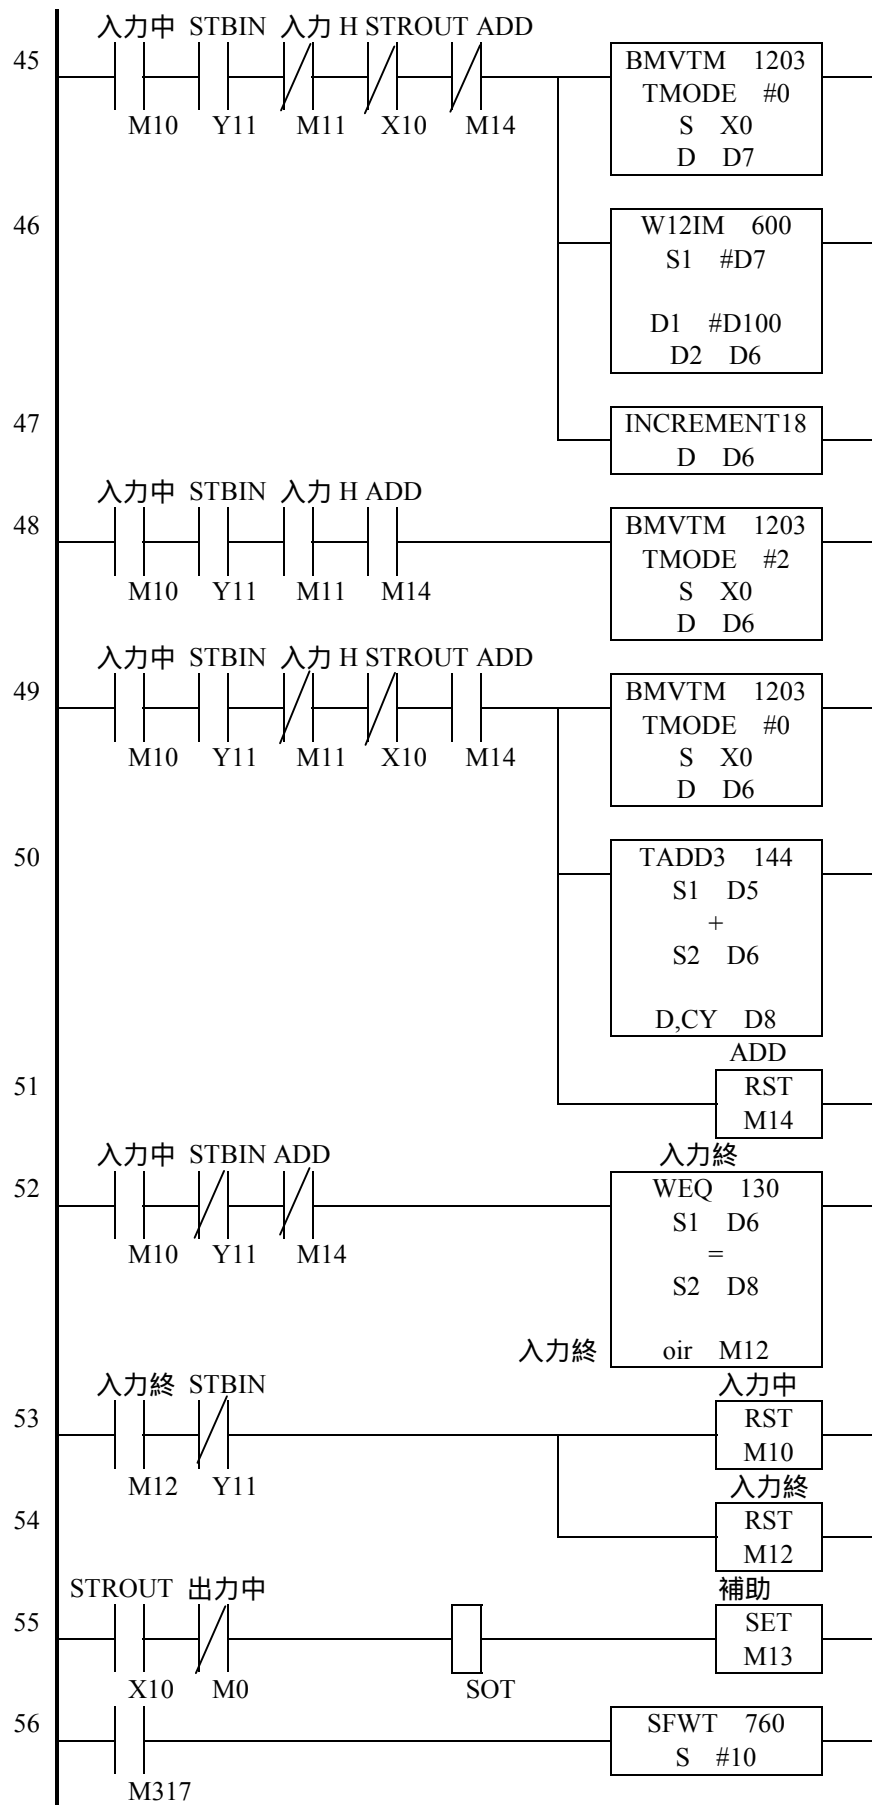 入力中 STBIN 入力 H STROUT ADD
45
BMVTM 1203
TMODE #0
S X0
D D7
M10 Y11 M11 X10 M14
46
W12IM 600
S1 #D7
D1 #D100
D2 D6
47
INCREMENT18
D D6
入力中 STBIN 入力 H ADD
48
BMVTM 1203
TMODE #2
S X0
D D6
M10 Y11 M11 M14
入力中 STBIN 入力 H STROUT ADD
49
BMVTM 1203
TMODE #0
S X0
D D6
M10 Y11 M11 X10 M14
50
TADD3 144
S1 D5
+
S2 D6
D,CY D8
ADD
51
RST
M14
入力中 STBIN ADD
入力終
52
WEQ 130
S1 D6
=
S2 D8
M10 Y11 M14
入力終 oir M12
入力終 STBIN
入力中
53
RST
M10
M12 Y11
入力終
54
RST
M12
STROUT 出力中
補助
55
SET
M13
X10 M0 SOT
56
SFWT 760
S #10
M317